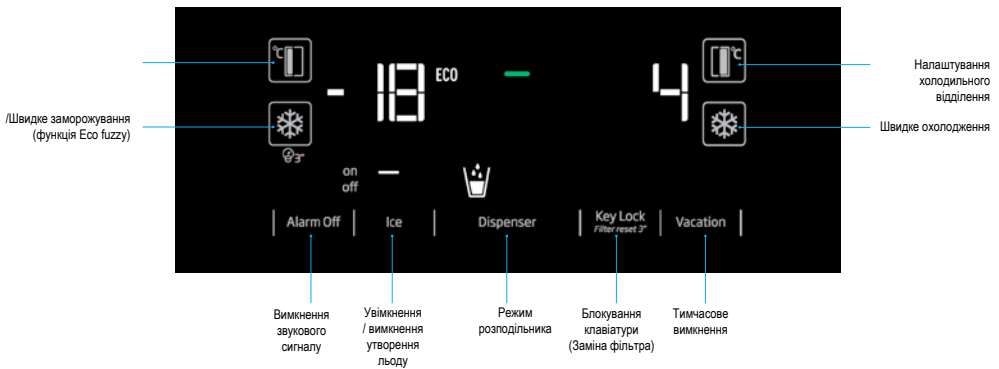 °C
- 18 ECO
4
°C
Налаштування
холодильного
відділення
/Швидке заморожування
(функція Eco fuzzy)
Швидке охолодження
3"
on
off
Alarm Off
Ice
Dispenser
Key Lock
Filter reset 3"
Vacation
Вимкнення
звукового
сигналу
Увімкнення
/ вимкнення
утворення
льоду
Режим
розподільника
Блокування
клавіатури
(Заміна фільтра)
Тимчасове
вимкнення